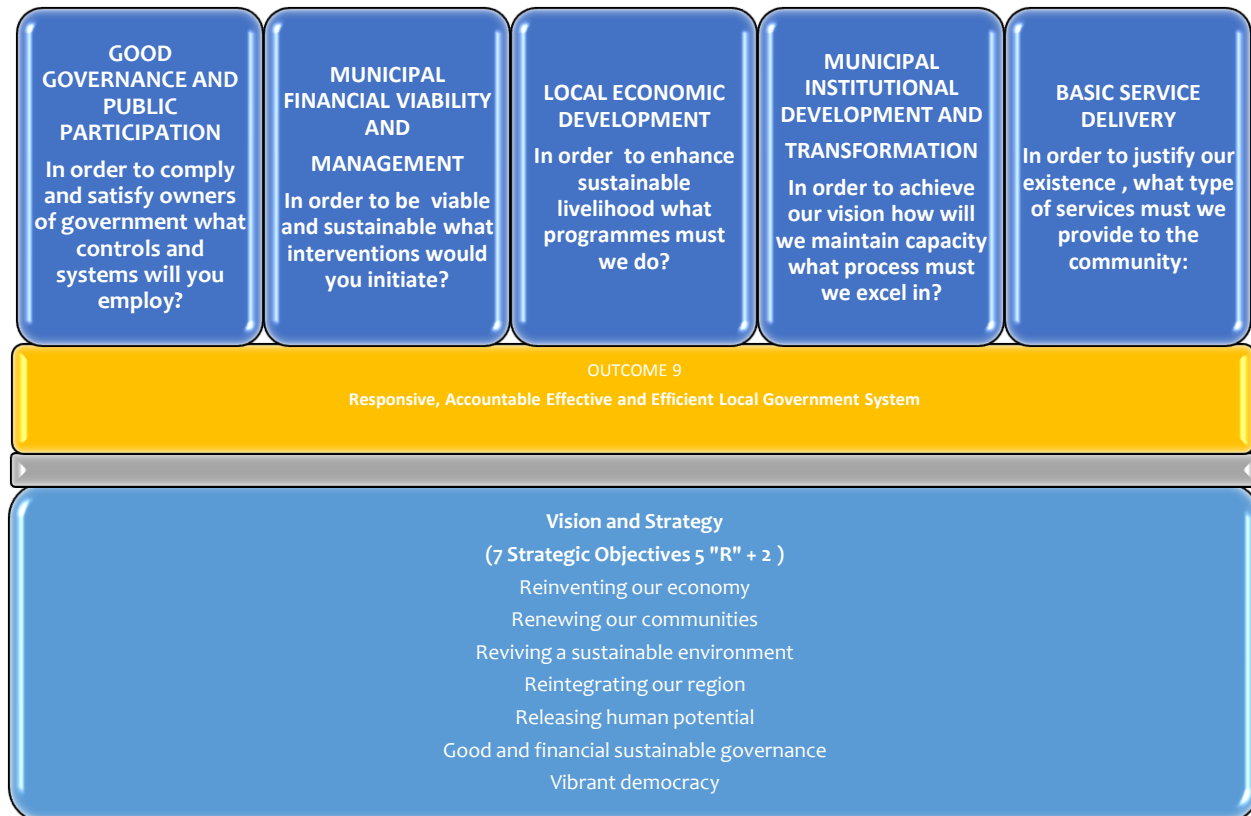 GOOD
GOVERNANCE AND
PUBLIC
PARTICIPATION
In order to comply
and satisfy owners
of government what
controls and
systems will you
employ?
MUNICIPAL
FINANCIAL VIABILITY
AND
MANAGEMENT
In order to be viable
and sustainable what
interventions would
you initiate?
LOCAL ECONOMIC
DEVELOPMENT
In order to enhance
sustainable
livelihood what
programmes must
we do?
MUNICIPAL
INSTITUTIONAL
DEVELOPMENT AND
TRANSFORMATION
In order to achieve
our vision how will
we maintain capacity
what process must
we excel in?
BASIC SERVICE
DELIVERY
In order to justify our
existence , what type
of services must we
provide to the
community:
OUTCOME 9
Responsive, Accountable Effective and Efficient Local Government System
Vision and Strategy
(7 Strategic Objectives 5 "R" + 2 )
Reinventing our economy
Renewing our communities
Reviving a sustainable environment
Reintegrating our region
Releasing human potential
Good and financial sustainable governance
Vibrant democracy